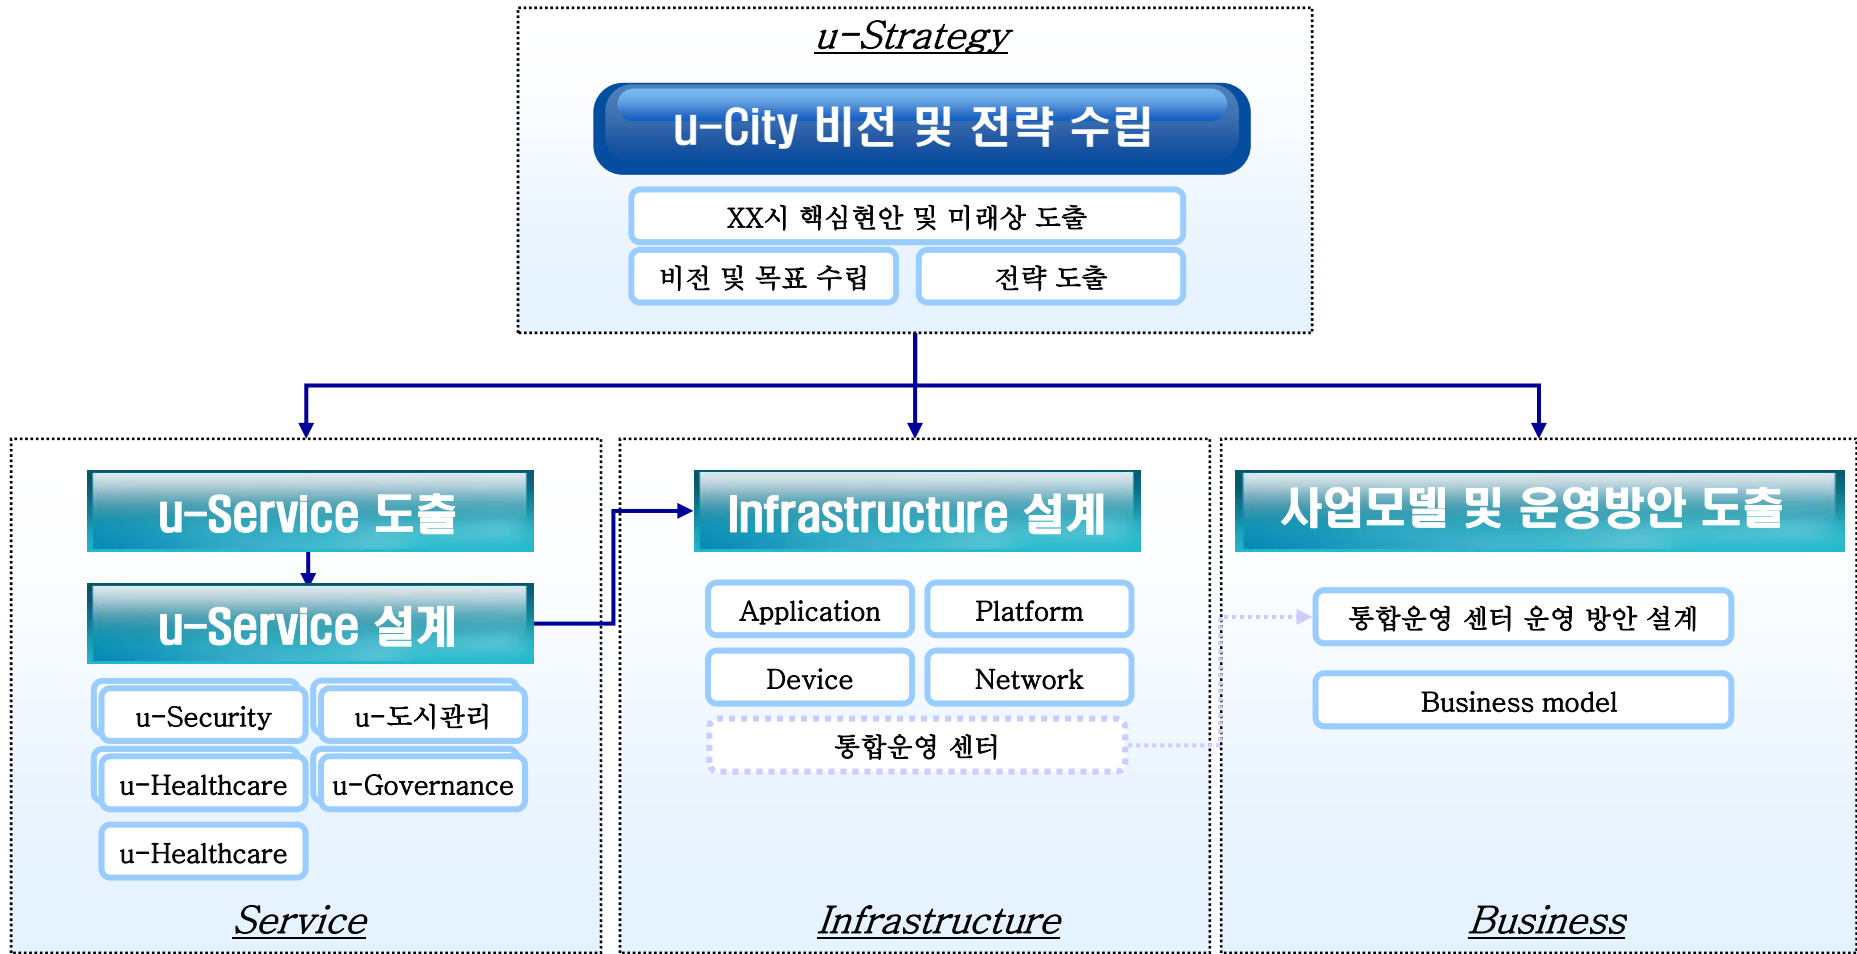 u-Strategy
u-City 비전 및 전략 수립
XX시 핵심현안 및 미래상 도출
비전 및 목표 수립
전략 도출
u-Service 도출
u-Service 설계
u-Security
u-도시관리
u-Healthcare
u-Governance
u-Healthcare
Service
Infrastructure 설계
Application
Platform
Device
Network
통합운영 센터
Infrastructure
사업모델 및 운영방안 도출
통합운영 센터 운영 방안 설계
Business model
Business